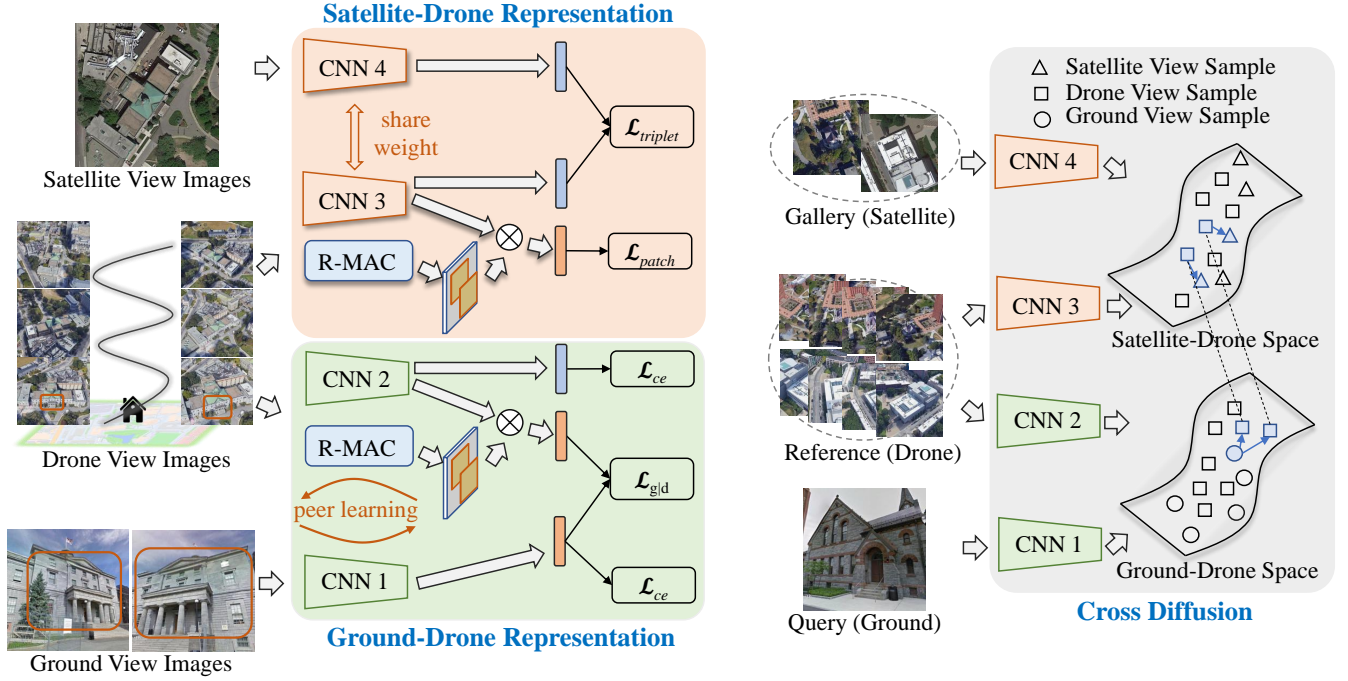 Satellite-Drone Representation
CNN 4
share
weight
ℒtriplet
Satellite View Images
CNN 3
R-MAC
ℒpatch
CNN 2
ℒce
R-MAC
Drone View Images
ℒg|d
peer learning
CNN 1
ℒce
Ground View Images
Ground-Drone Representation
Satellite View Sample
Drone View Sample
Ground View Sample
CNN 4
Gallery (Satellite)
CNN 3
Satellite-Drone Space
CNN 2
Reference (Drone)
CNN 1
Ground-Drone Space
Query (Ground)
Cross Diffusion